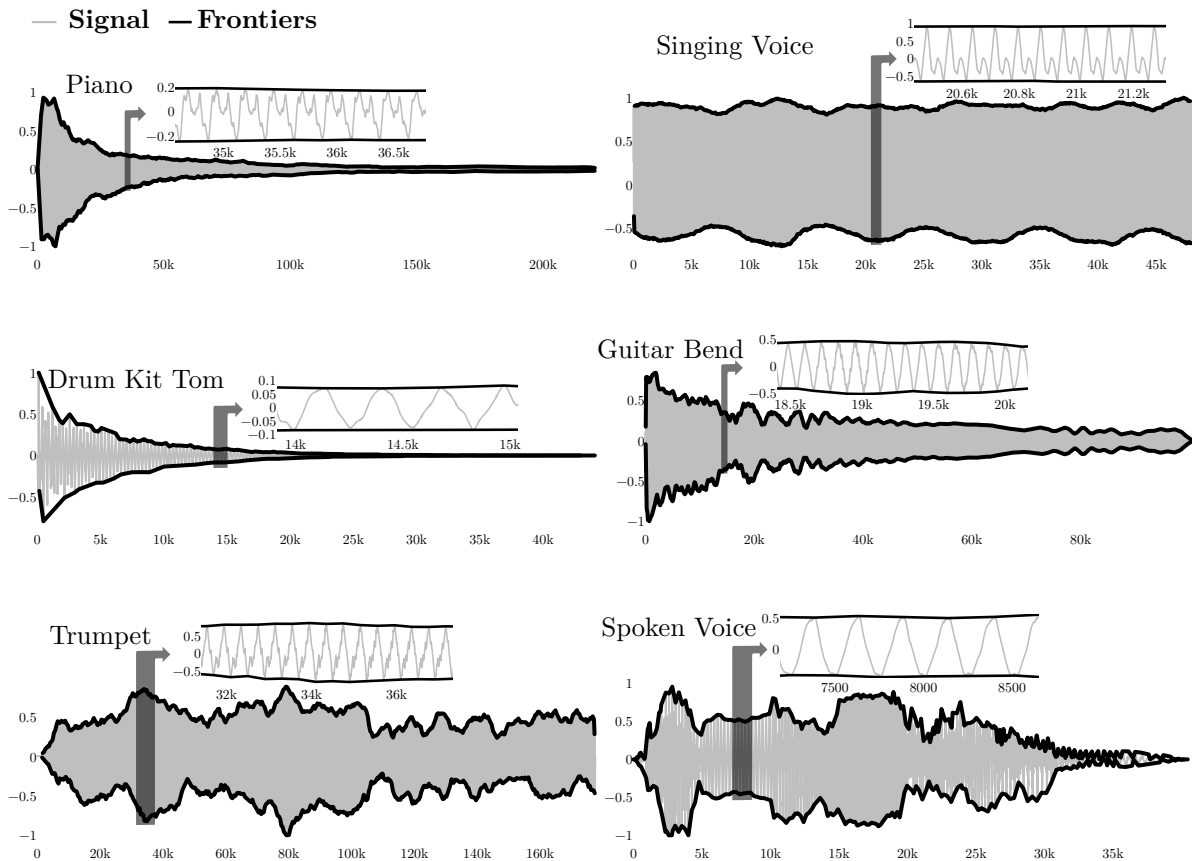 Signal Frontiers
Piano
0.2
0
−0.2
35k 35.5k 36k 36.5k
1
0.5
0
−0.5
−1
0 50k 100k 150k 200k
Singing Voice
1
0.5
0
−0.5
20.6k 20.8k 21k 21.2k
1
0.5
0
−0.5
0 5k 10k 15k 20k 25k 30k 35k 40k 45k
Drum Kit Tom
0.1
0.05
0
−0.05
−0.1
14k 14.5k 15k
1
0.5
0
−0.5
0 5k 10k 15k 20k 25k 30k 35k 40k
Guitar Bend
0.5
0
−0.5
18.5k 19k 19.5k 20k
0.5
0
−0.5
−1
0 20k 40k 60k 80k
Trumpet
0.5
0
−0.5
32k 34k 36k
0.5
0
−0.5
−1
0 20k 40k 60k 80k 100k 120k 140k 160k
Spoken Voice
0.5
0
7500 8000 8500
1
0.5
0
−0.5
−1
0 5k 10k 15k 20k 25k 30k 35k